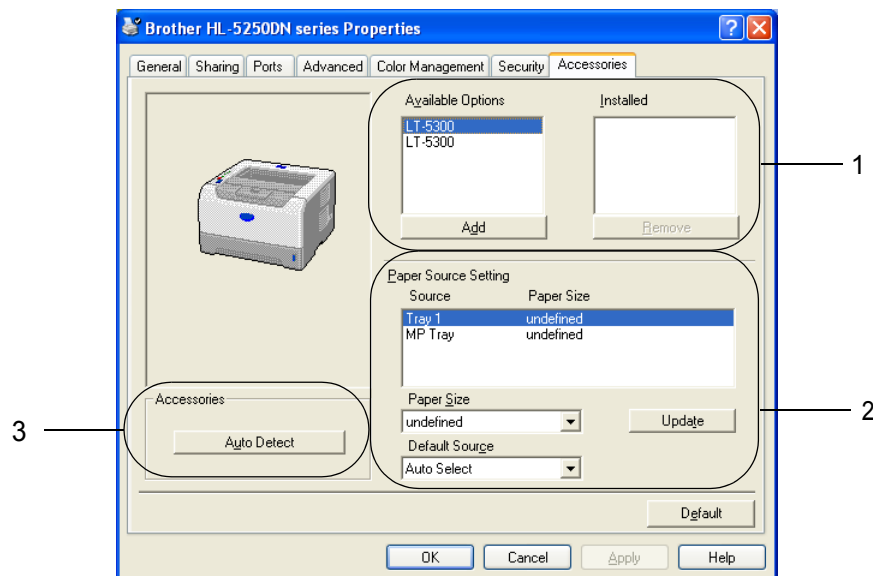 Brother HL-5250DN series Properties
General Sharing Ports Advanced Color Management Security Accessories
Available Options Installed
LT-5300
LT-5300
Add Remove
1
Paper Source Setting
Source Paper Size
Tray 1 undefined
MP Tray undefined
Paper Size
undefined Update
Default Source
Auto Select
2
Accessories
Auto Detect
3
Default
OK Cancel Apply Help